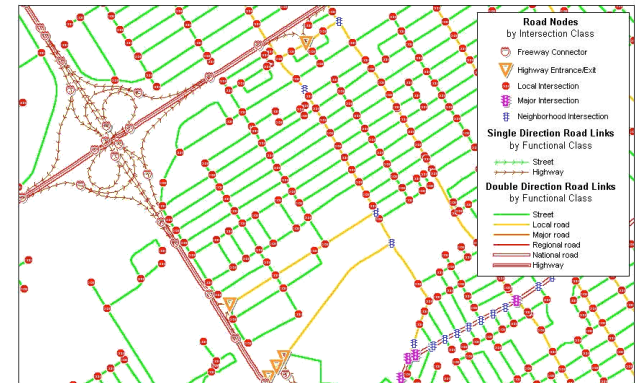 Road Nodes
by Intersection Class
Freeway Connector
Highway Entrance/Exit
Local Intersection
Major Intersection
Neighborhood Intersection
Single Direction Road Links
by Functional Class
Street
Highway
Double Direction Road Links
by Functional Class
Street
Local road
Major road
Regional road
National road
Highway